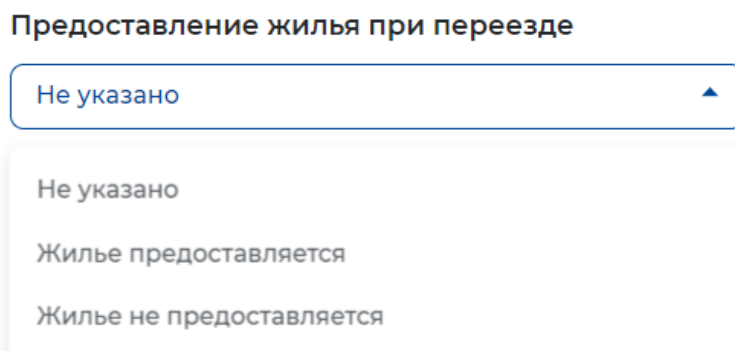 Предоставление жилья при переезде
Не указано
Не указано
Жилье предоставляется
Жилье не предоставляется